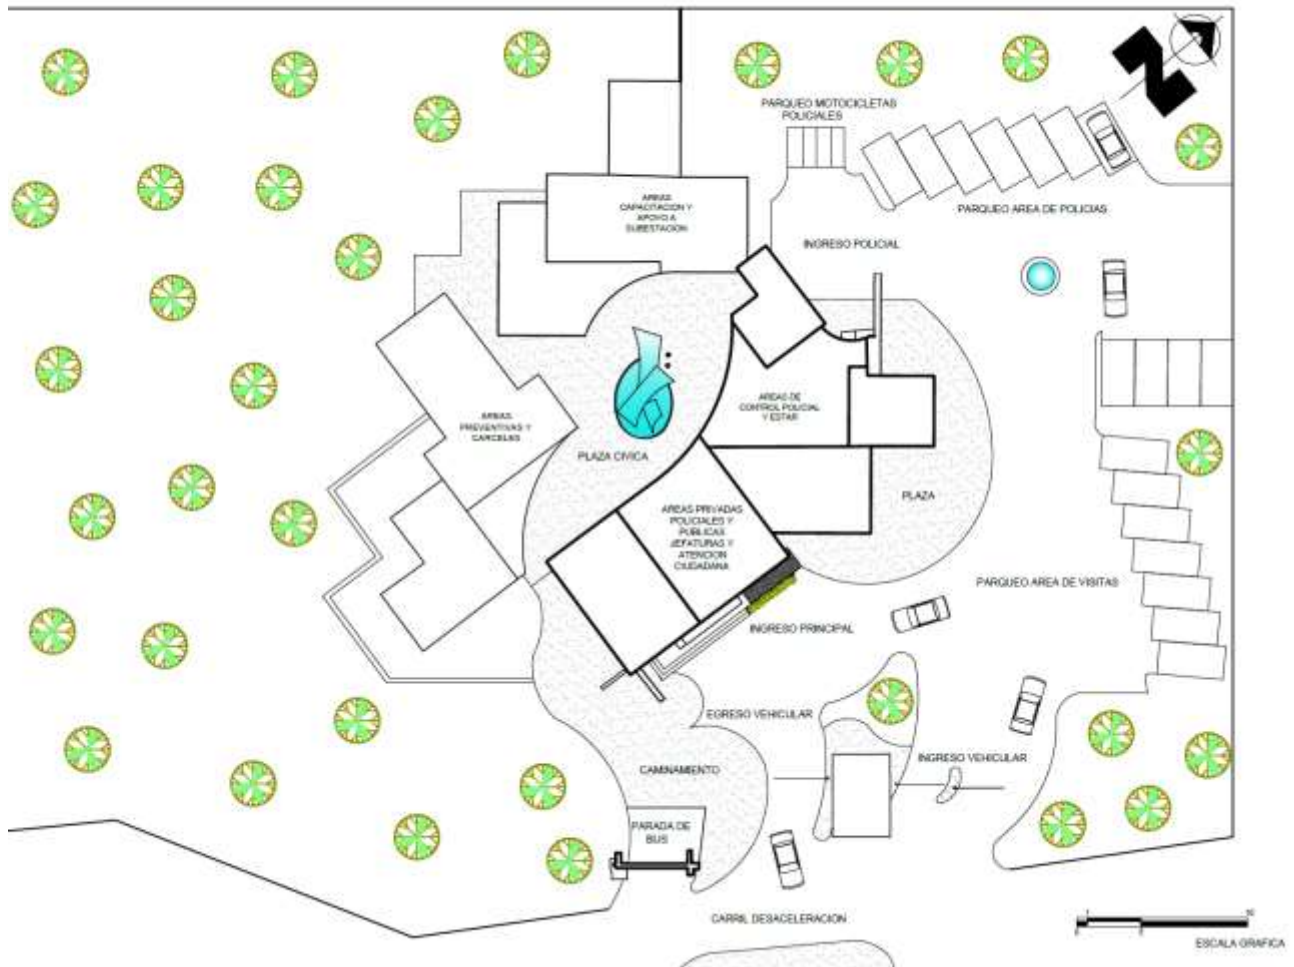 N
PARQUEO MOTOCICLETAS
POLICIALES
PARQUEO AREA DE POLICIAS
AREAS
CAPACITACION Y
APOYO A
SUBESTACION
INGRESO POLICIAL
AREAS DE
CONTROL POLICIAL
Y ESTAR
AREAS
PREVENTIVAS Y
CARCELAS
PLAZA CIVICA
PLAZA
AREAS PRIVADAS
POLICIALES Y
PUBLICAS
JEFATURAS Y
ATENCION
CIUDADANA
PARQUEO AREA DE VISITAS
INGRESO PRINCIPAL
EGRESO VEHICULAR
INGRESO VEHICULAR
CAMINAMIENTO
PARADA DE
BUS
CARRIL DESACELERACION
ESCALA GRAFICA